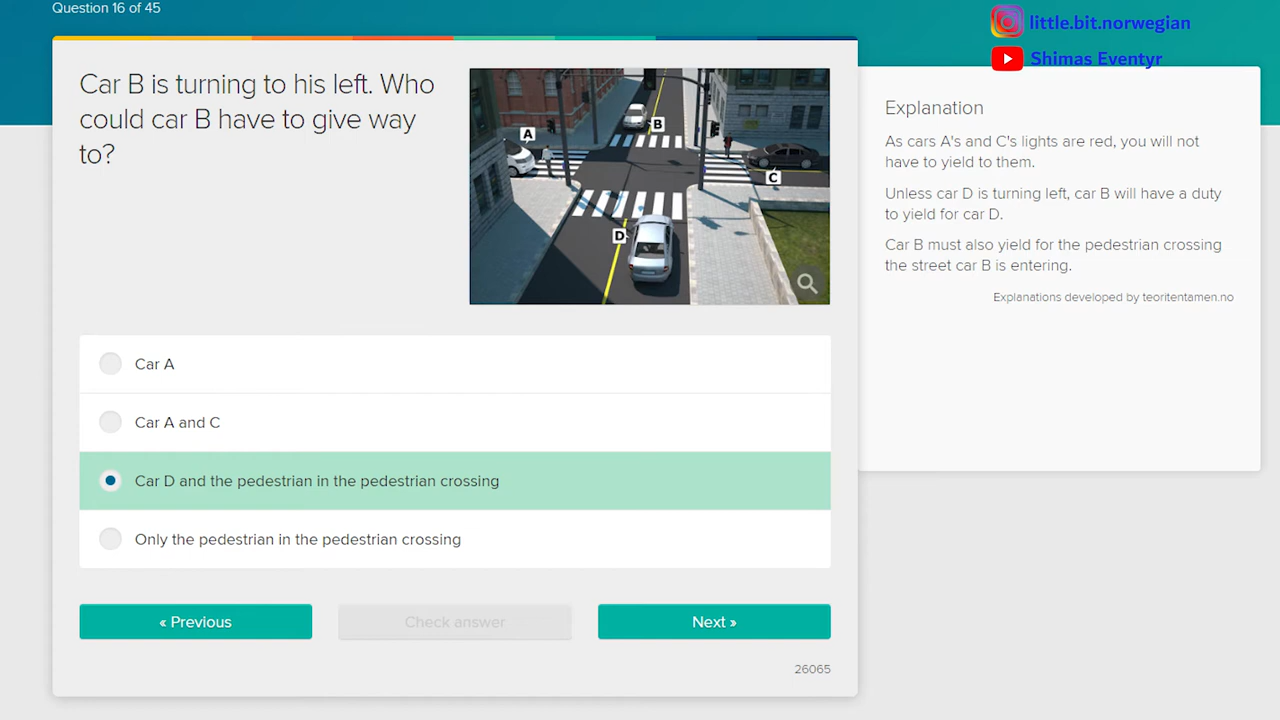 Question 16 of 45
little.bit.norwegian
Shimas Eventyr
Car B is turning to his left. Who
could car B have to give way
to?
A
B
C
D
Car A
Car A and C
Car D and the pedestrian in the pedestrian crossing
Only the pedestrian in the pedestrian crossing
« Previous
Check answer
Next »
26065
Explanation
As cars A's and C's lights are red, you will not
have to yield to them.
Unless car D is turning left, car B will have a duty
to yield for car D.
Car B must also yield for the pedestrian crossing
the street car B is entering.
Explanations developed by teoritentamen.no